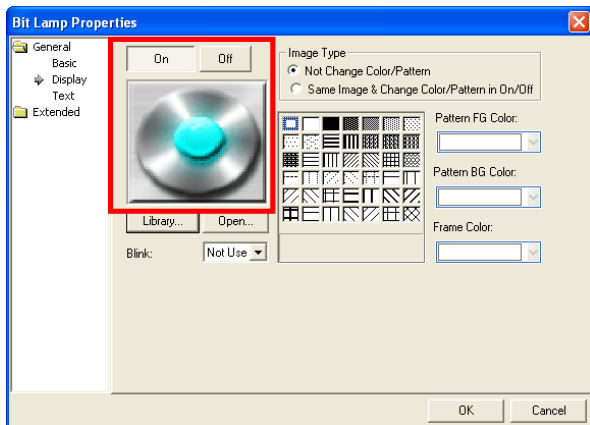 Bit Lamp Properties
General
Basic
Display
Text
Extended
On Off
Library... Open...
Blink: Not Use
Image Type
Not Change Color/Pattern
Same Image & Change Color/Pattern in On/Off
Pattern FG Color:
Pattern BG Color:
Frame Color:
OK Cancel